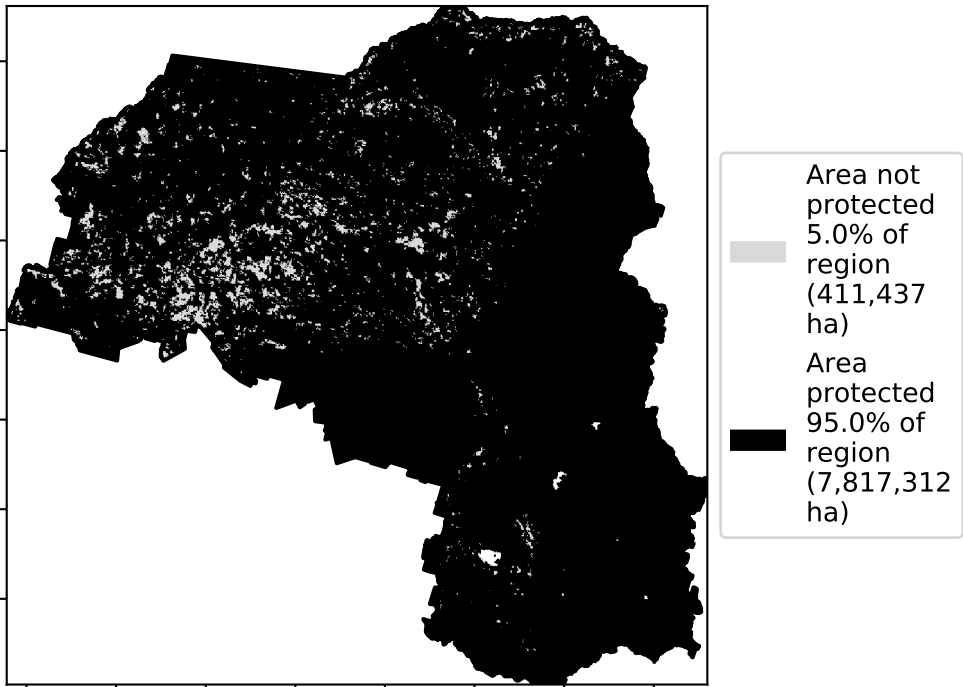 Area not
protected
5.0% of
region
(411,437
ha)
Area
protected
95.0% of
region
(7,817,312
ha)